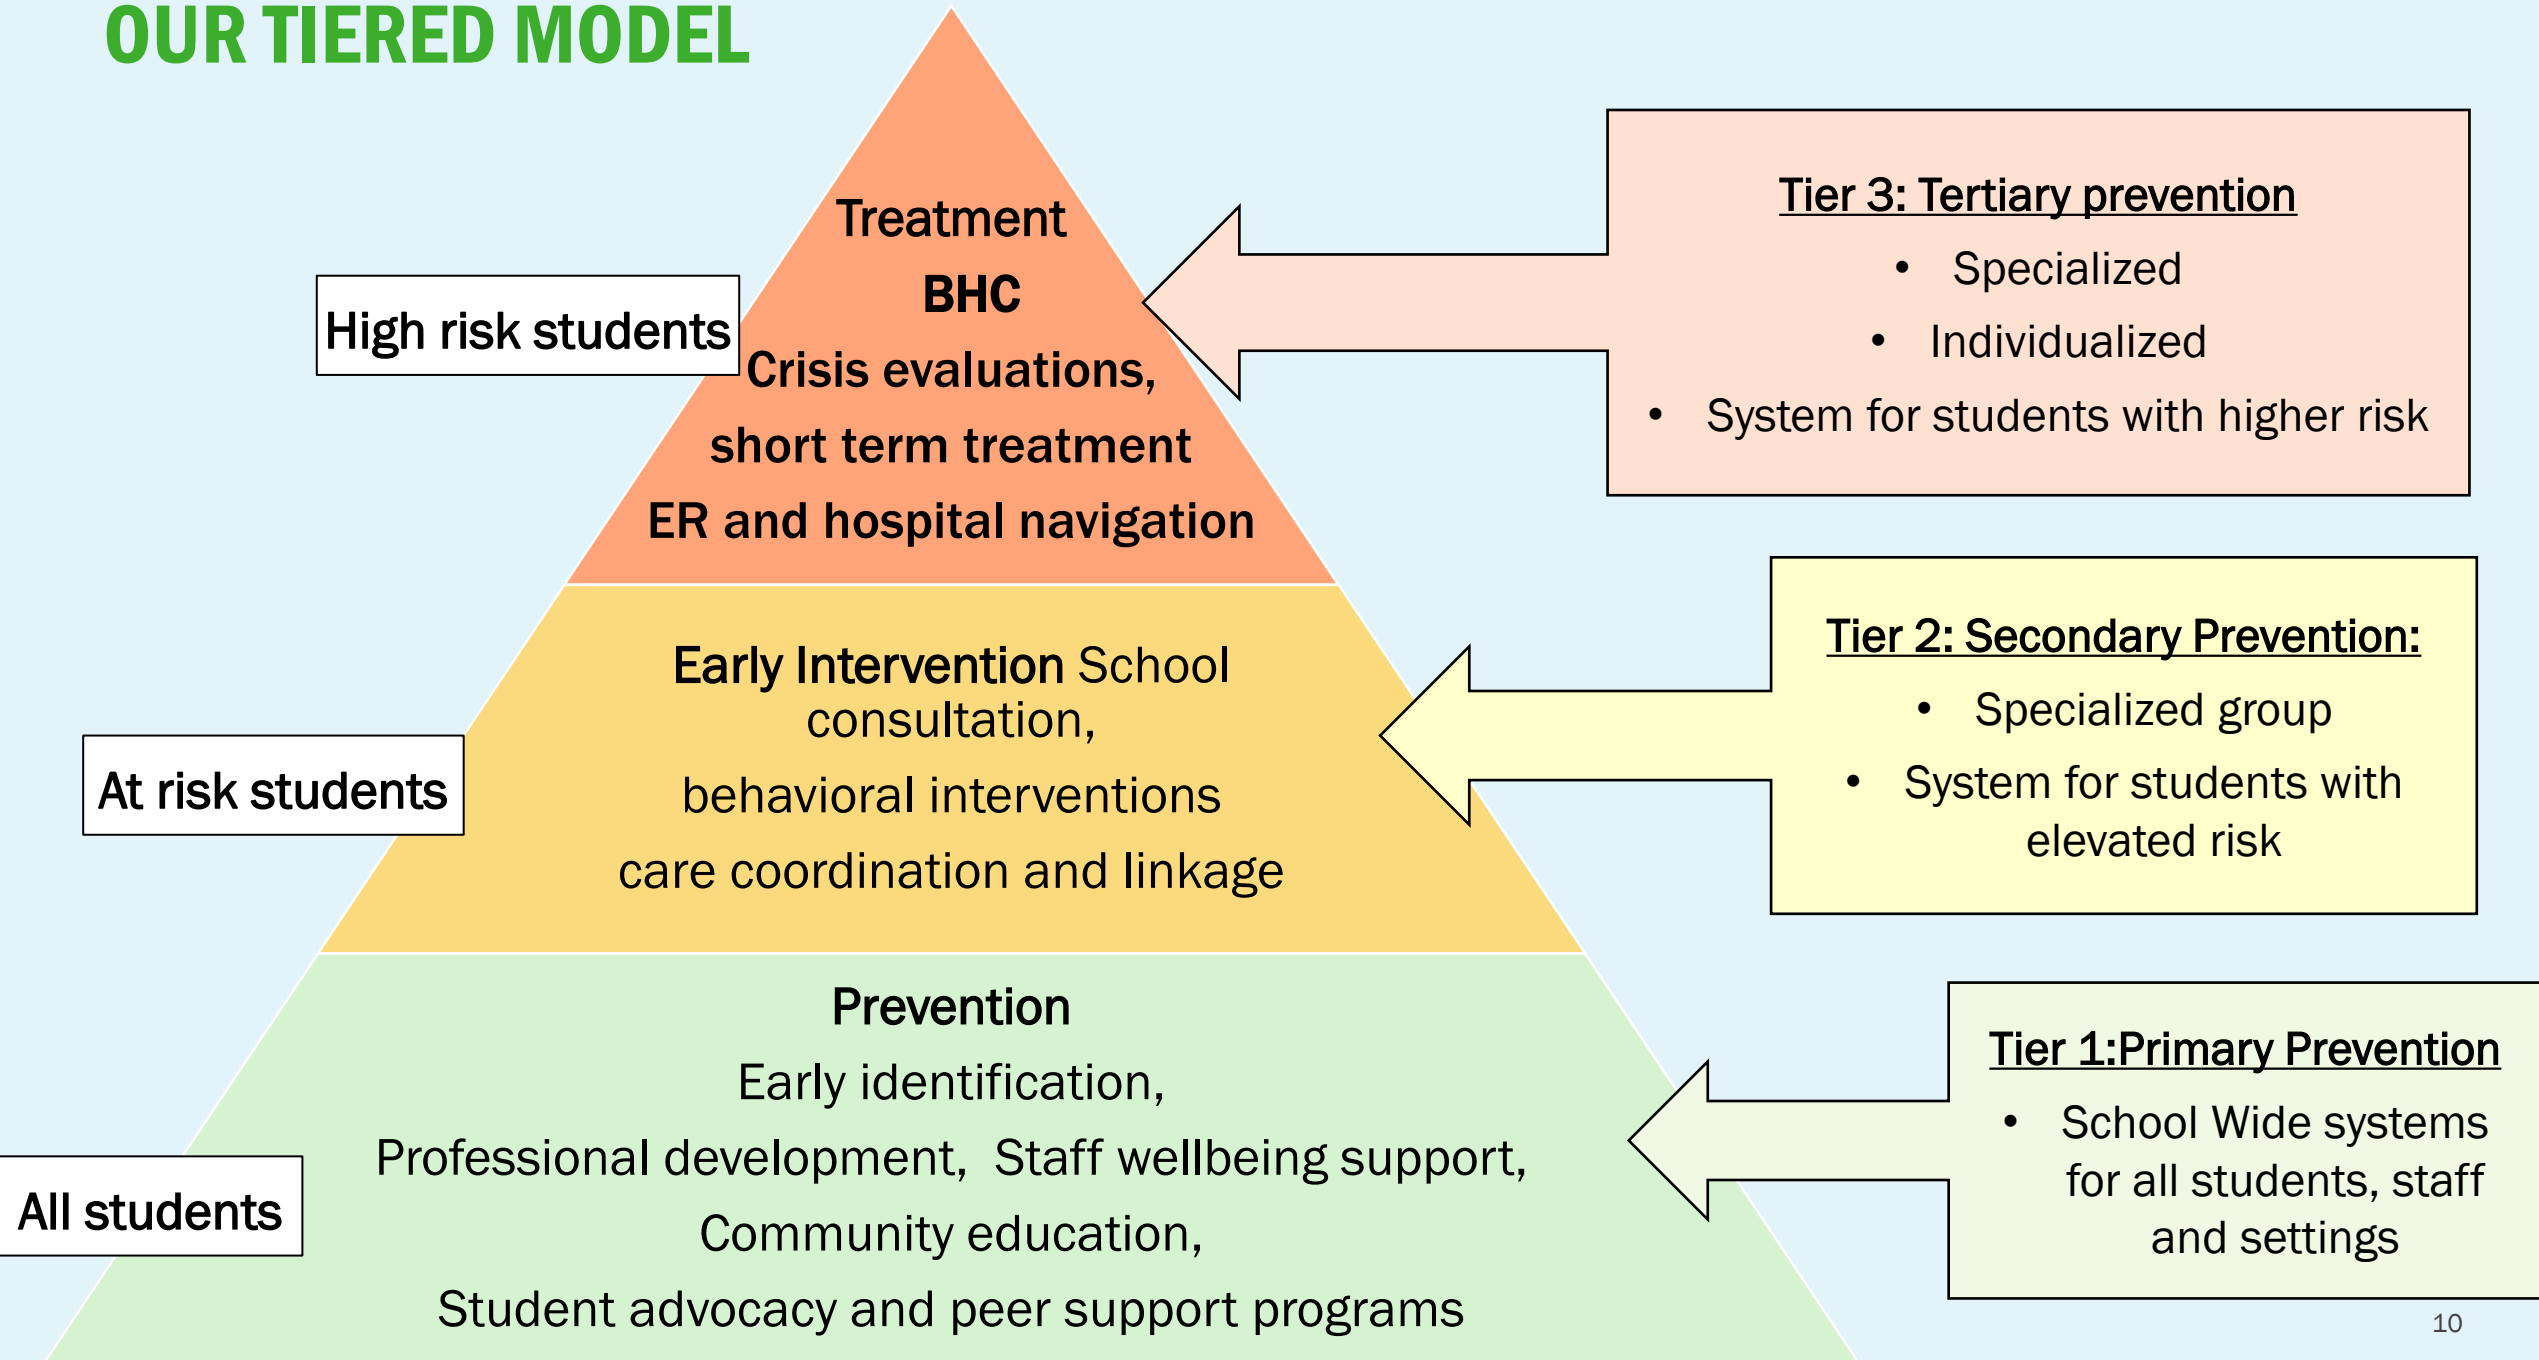 OUR TIERED MODEL
High risk students
Treatment
BHC
Crisis evaluations,
short term treatment
ER and hospital navigation
Tier 3: Tertiary prevention
• Specialized
• Individualized
• System for students with higher risk
At risk students
Early Intervention School
consultation,
behavioral interventions
care coordination and linkage
Tier 2: Secondary Prevention:
• Specialized group
• System for students with
elevated risk
All students
Prevention
Early identification,
Professional development, Staff wellbeing support,
Community education,
Student advocacy and peer support programs
Tier 1:Primary Prevention
• School Wide systems
for all students, staff
and settings
10